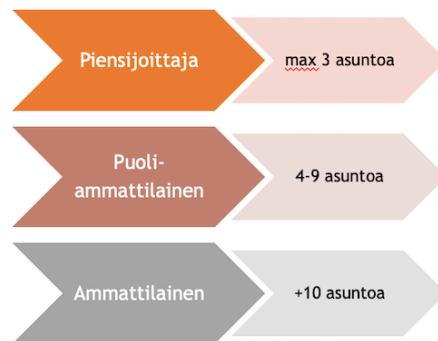 Piensijoittaja
max 3 asuntoa
Puoli-
ammattilainen
4-9 asuntoa
Ammattilainen
+10 asuntoa